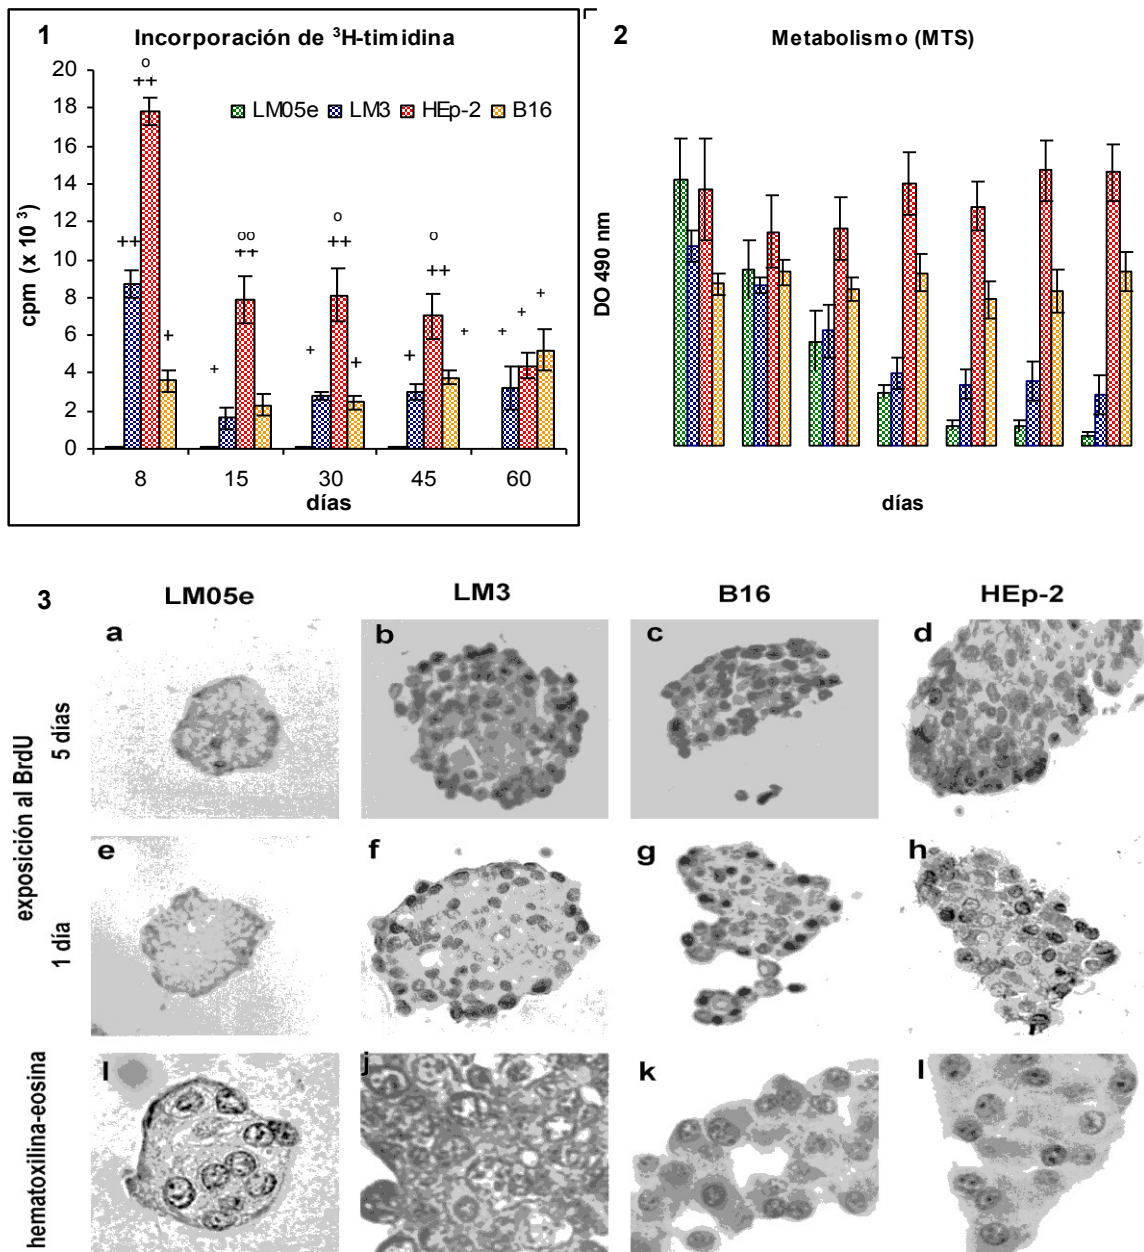 1 Incorporación de ³H-timidina
cpm (x 10 ³)
20
18
16
14
12
10
8
6
4
2
0
LM05e LM3 HEp-2 B16
o
++
++
+
+
oo
++
+
o
++
+
+
o
++
+
+
+
+
8 15 30 45 60
días
2 Metabolismo (MTS)
DO 490 nm
días
3 LM05e LM3 B16 HEp-2
exposición al BrdU
5 días
a b c d
1 día
e f g h
hematoxilina-eosina
I j k l